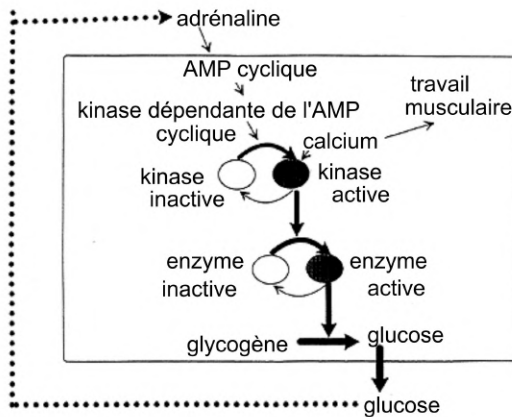 adrénaline
AMP cyclique
travail
musculaire
kinase dépendante de l'AMP
cyclique
calcium
kinase
inactive
kinase
active
enzyme
inactive
enzyme
active
glycogène
glucose
glucose